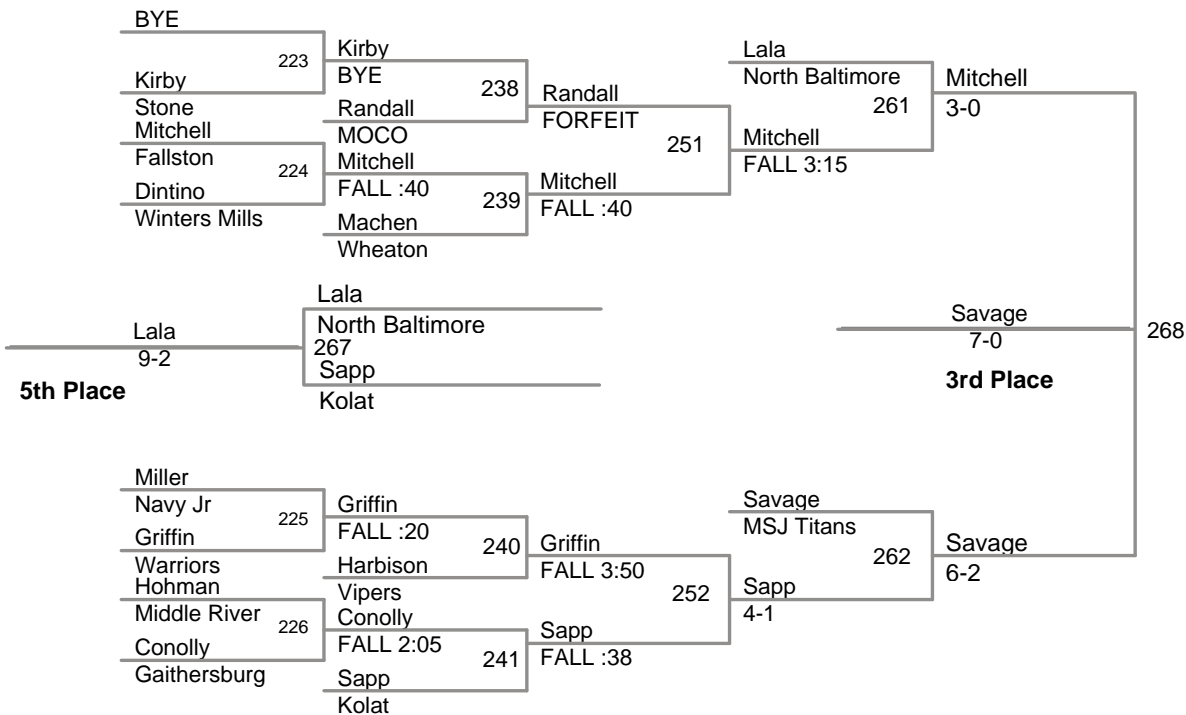 BYE
223
Kirby
Stone
Mitchell
Fallston
224
Dintino
Winters Mills
Kirby
BYE
238
Randall
MOCO
Mitchell
FALL :40
239
Machen
Wheaton
Randall
FORFEIT
251
Mitchell
FALL :40
Lala
North Baltimore
261
Mitchell
FALL 3:15
Mitchell
3-0
Lala
9-2
5th Place
Lala
North Baltimore
267
Sapp
Kolat
Savage
7-0
3rd Place
268
Miller
Navy Jr
225
Griffin
Warriors
Hohman
Middle River
226
Conolly
Gaithersburg
Griffin
FALL :20
240
Harbison
Vipers
Conolly
FALL 2:05
241
Sapp
Kolat
Griffin
FALL 3:50
252
Sapp
FALL :38
Savage
MSJ Titans
262
Sapp
4-1
Savage
6-2